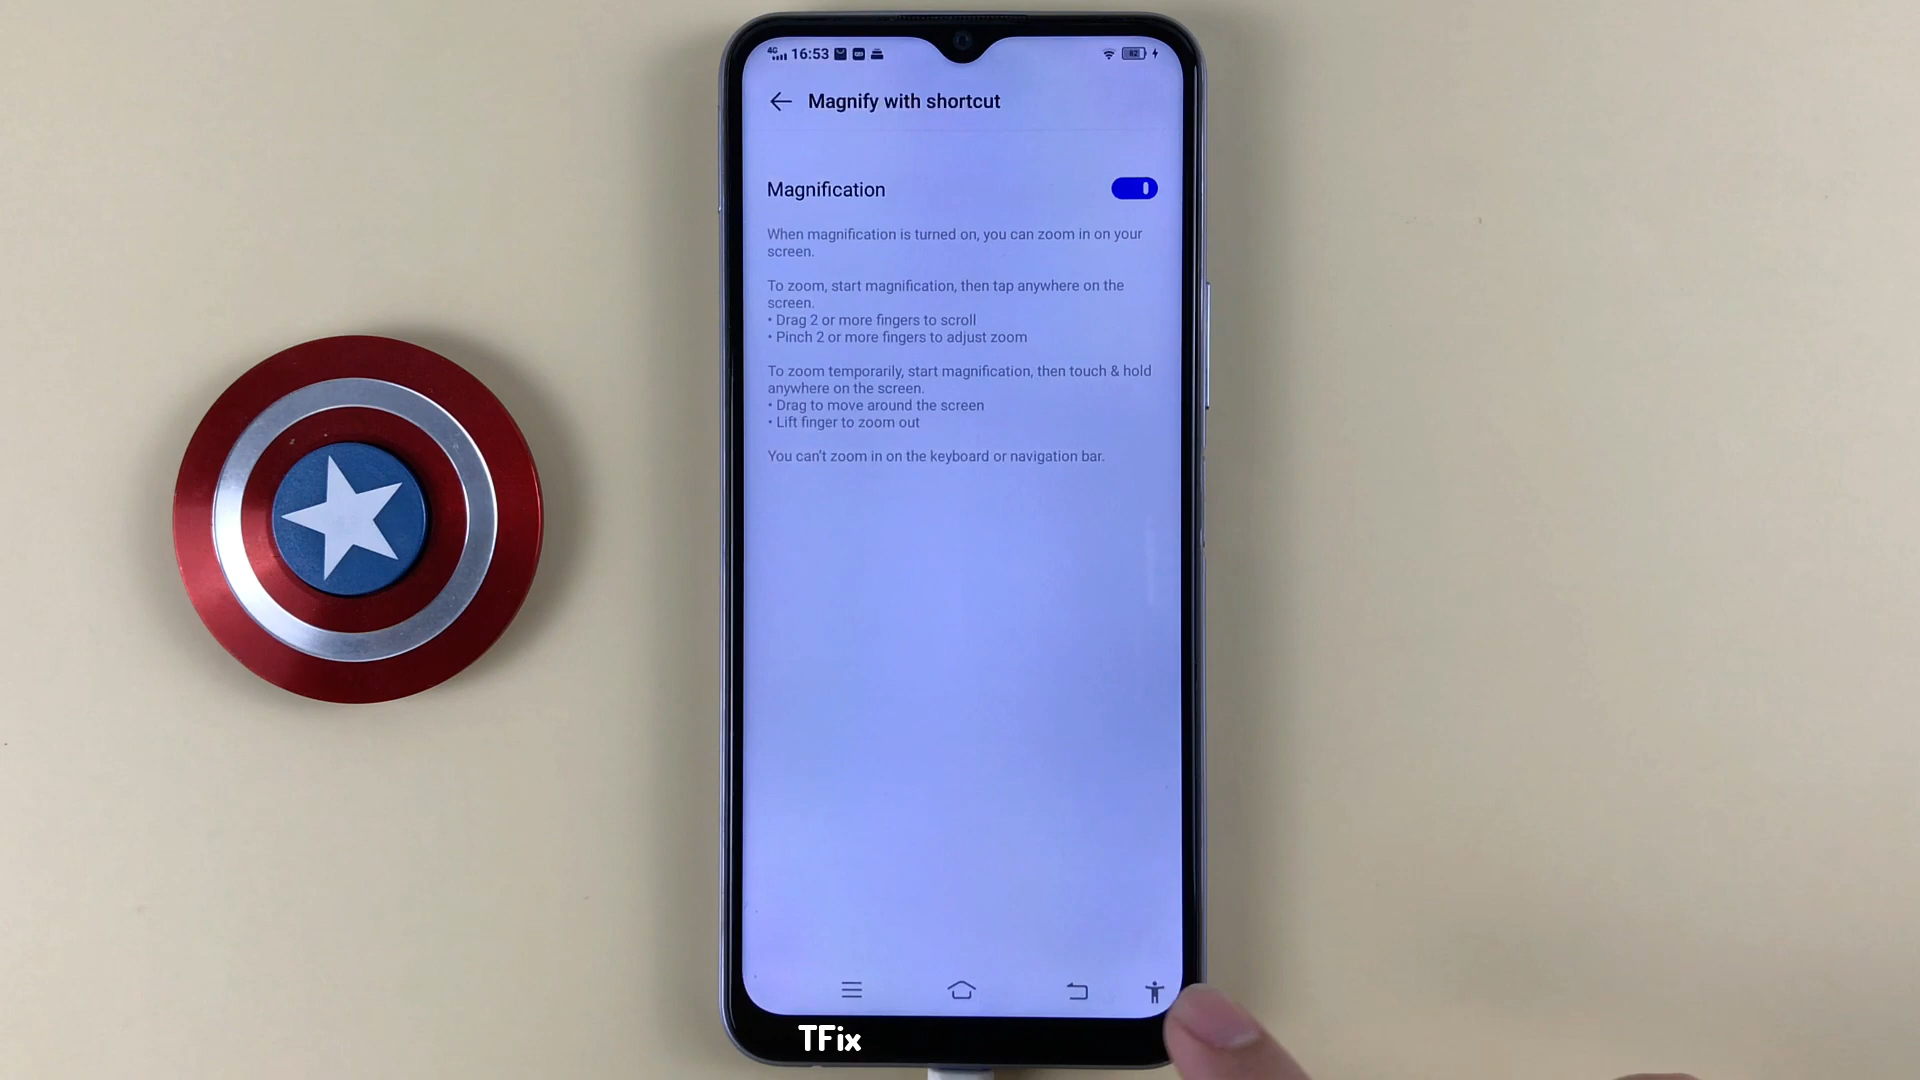 4G 16:53 82
Magnify with shortcut
Magnification
When magnification is turned on, you can zoom in on your
screen.
To zoom, start magnification, then tap anywhere on the
screen.
• Drag 2 or more fingers to scroll
• Pinch 2 or more fingers to adjust zoom
To zoom temporarily, start magnification, then touch & hold
anywhere on the screen.
• Drag to move around the screen
• Lift finger to zoom out
You can't zoom in on the keyboard or navigation bar.
TFix